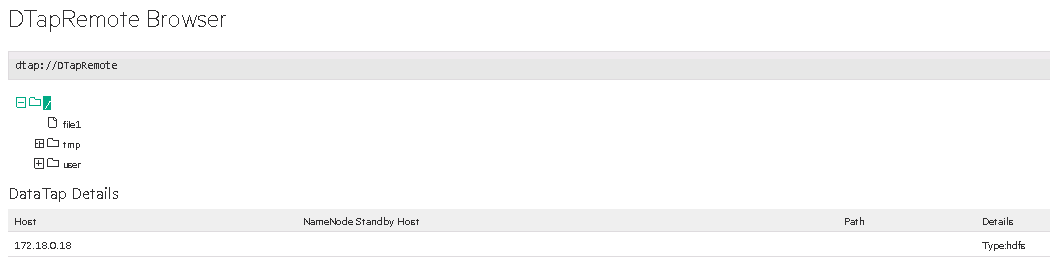 DTapRemote Browser
dtap://DTapRemote
/
file1
tmp
user
DataTap Details
Host NameNode Standby Host Path Details
172.18.0.18 Type:hdfs